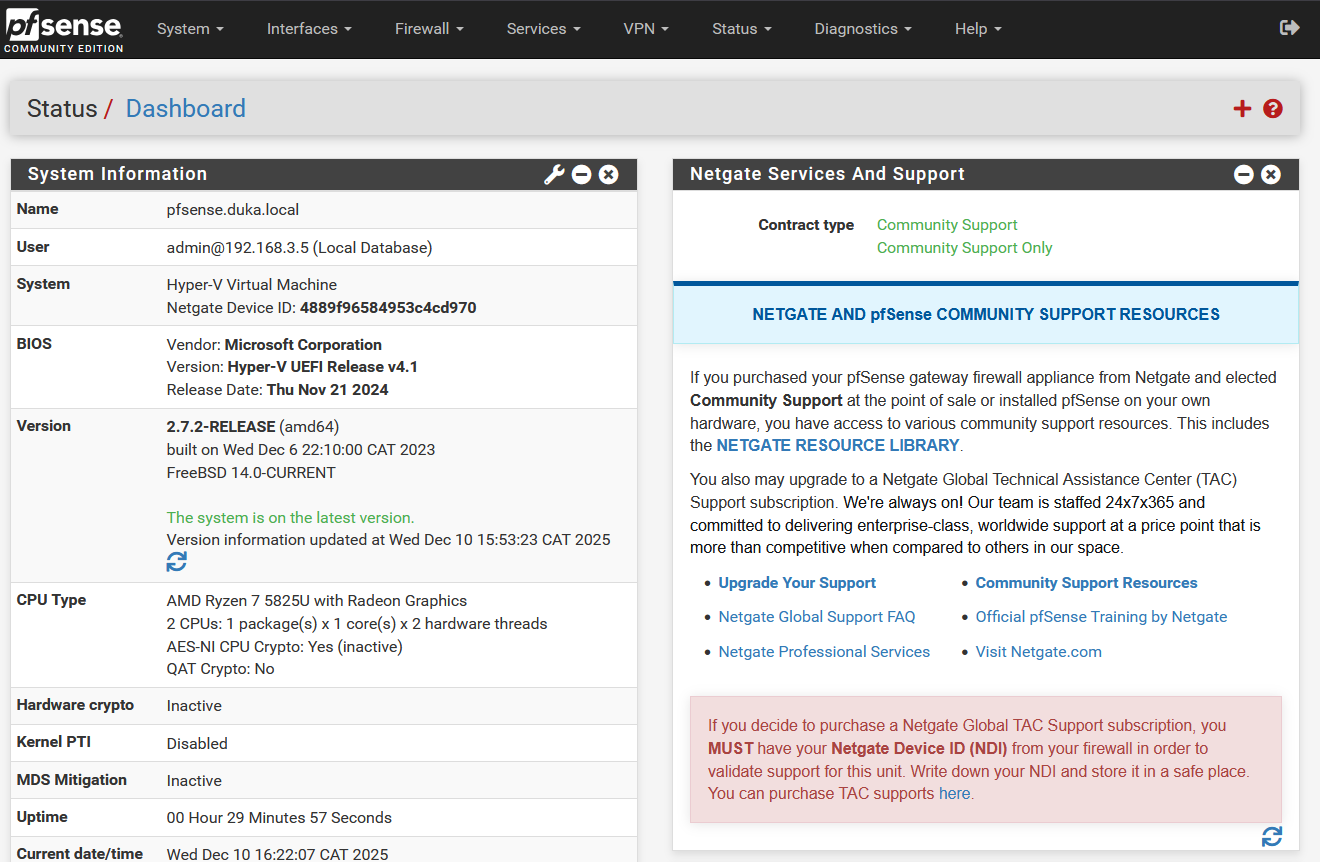 pfsense
COMMUNITY EDITION
System
Interfaces
Firewall
Services
VPN
Status
Diagnostics
Help
Status / Dashboard
System Information
Name pfsense.duka.local
User admin@192.168.3.5 (Local Database)
System Hyper-V Virtual Machine
Netgate Device ID: 4889f96584953c4cd970
BIOS Vendor: Microsoft Corporation
Version: Hyper-V UEFI Release v4.1
Release Date: Thu Nov 21 2024
Version 2.7.2-RELEASE (amd64)
built on Wed Dec 6 22:10:00 CAT 2023
FreeBSD 14.0-CURRENT
The system is on the latest version.
Version information updated at Wed Dec 10 15:53:23 CAT 2025
CPU Type AMD Ryzen 7 5825U with Radeon Graphics
2 CPUs: 1 package(s) x 1 core(s) x 2 hardware threads
AES-NI CPU Crypto: Yes (inactive)
QAT Crypto: No
Hardware crypto Inactive
Kernel PTI Disabled
MDS Mitigation Inactive
Uptime 00 Hour 29 Minutes 57 Seconds
Current date/time Wed Dec 10 16:22:07 CAT 2025
Netgate Services And Support
Contract type Community Support
Community Support Only
NETGATE AND pfSense COMMUNITY SUPPORT RESOURCES
If you purchased your pfSense gateway firewall appliance from Netgate and elected
Community Support at the point of sale or installed pfSense on your own
hardware, you have access to various community support resources. This includes
the NETGATE RESOURCE LIBRARY.
You also may upgrade to a Netgate Global Technical Assistance Center (TAC)
Support subscription. We're always on! Our team is staffed 24x7x365 and
committed to delivering enterprise-class, worldwide support at a price point that is
more than competitive when compared to others in our space.
• Upgrade Your Support
• Community Support Resources
• Netgate Global Support FAQ
• Official pfSense Training by Netgate
• Netgate Professional Services
• Visit Netgate.com
If you decide to purchase a Netgate Global TAC Support subscription, you
MUST have your Netgate Device ID (NDI) from your firewall in order to
validate support for this unit. Write down your NDI and store it in a safe place.
You can purchase TAC supports here.